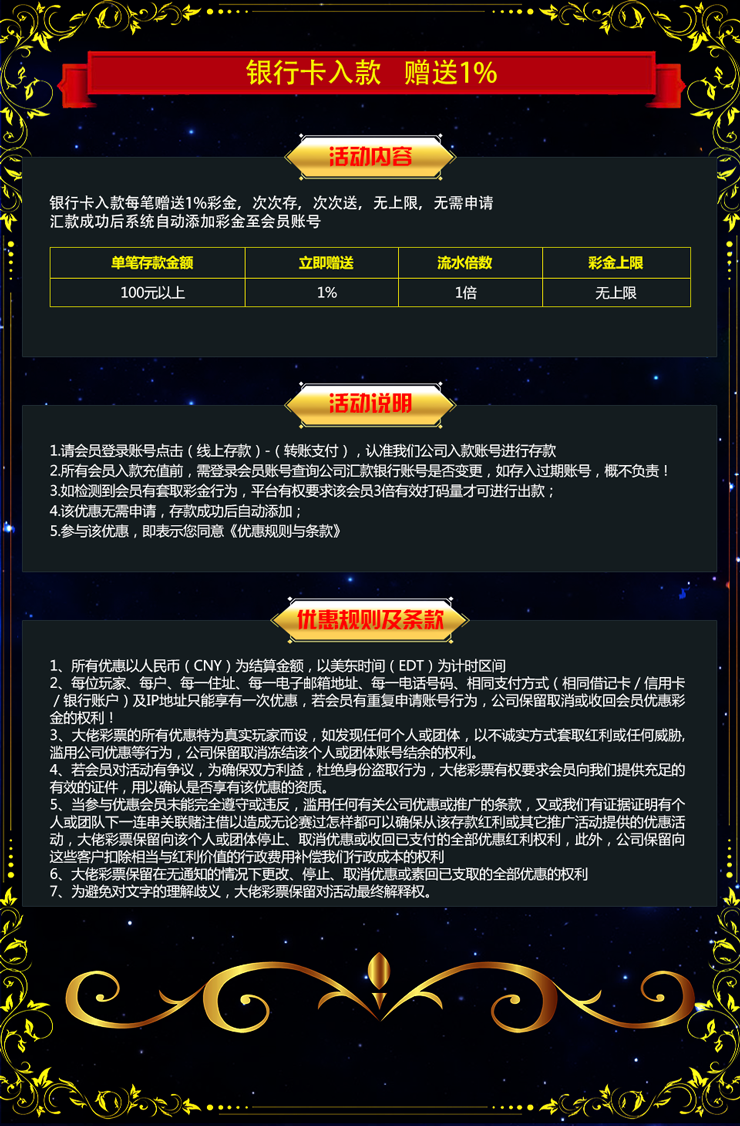 银行卡入款 赠送1%
活动内容
银行卡入款每笔赠送1%彩金，次次存，次次送，无上限，无需申请
汇款成功后系统自动添加彩金至会员账号
单笔存款金额 立即赠送 流水倍数 彩金上限
100元以上 1% 1倍 无上限
活动说明
1.请会员登录账号点击（线上存款）-（转账支付），认准我们公司入款账号进行存款
2.所有会员入款充值前，需登录会员账号查询公司汇款银行账号是否变更，如存入过期账号，概不负责！
3.如检测到会员有套取彩金行为，平台有权要求该会员3倍有效打码量才可进行出款；
4.该优惠无需申请，存款成功后自动添加；
5.参与该优惠，即表示您同意《优惠规则与条款》
优惠规则及条款
1、所有优惠以人民币（CNY）为结算金额，以美东时间（EDT）为计时区间
2、每位玩家、每户、每一住址、每一电子邮箱地址、每一电话号码、相同支付方式（相同借记卡／信用卡
／银行账户）及IP地址只能享有一次优惠，若会员有重复申请账号行为，公司保留取消或收回会员优惠彩
金的权利！
3、大佬彩票的所有优惠特为真实玩家而设，如发现任何个人或团体，以不诚实方式套取红利或任何威胁,
滥用公司优惠等行为，公司保留取消冻结该个人或团体账号结余的权利。
4、若会员对活动有争议，为确保双方利益，杜绝身份盗取行为，大佬彩票有权要求会员向我们提供充足的
有效的证件，用以确认是否享有该优惠的资质。
5、当参与优惠会员未能完全遵守或违反，滥用任何有关公司优惠或推广的条款，又或我们有证据证明有个
人或团队下一连串关联赌注借以造成无论赛过怎样都可以确保从该存款红利或其它推广活动提供的优惠活
动，大佬彩票保留向该个人或团体停止、取消优惠或收回已支付的全部优惠红利权利，此外，公司保留向
这些客户扣除相当与红利价值的行政费用补偿我们行政成本的权利
6、大佬彩票保留在无通知的情况下更改、停止、取消优惠或素回已支取的全部优惠的权利
7、为避免对文字的理解歧义，大佬彩票保留对活动最终解释权。